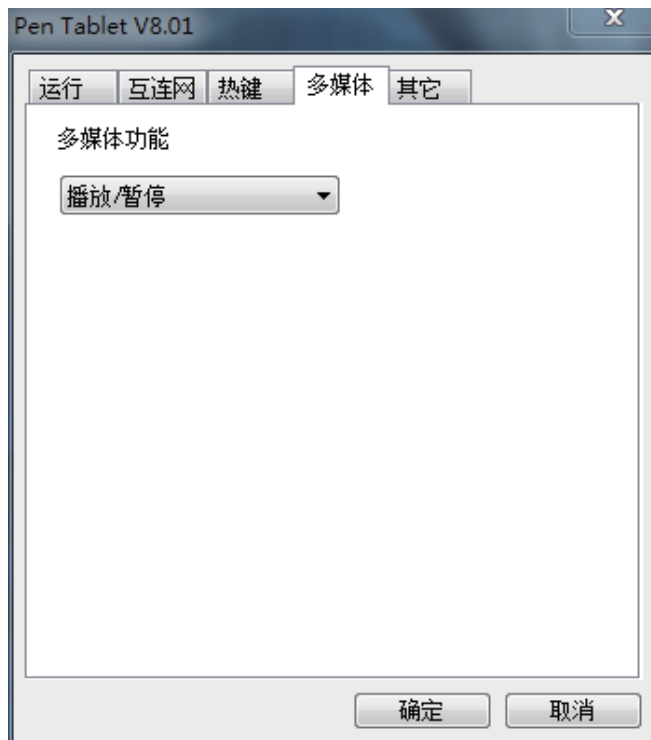 Pen Tablet V8.01
运行 互连网 热键 多媒体 其它
多媒体功能
播放/暂停
确定 取消